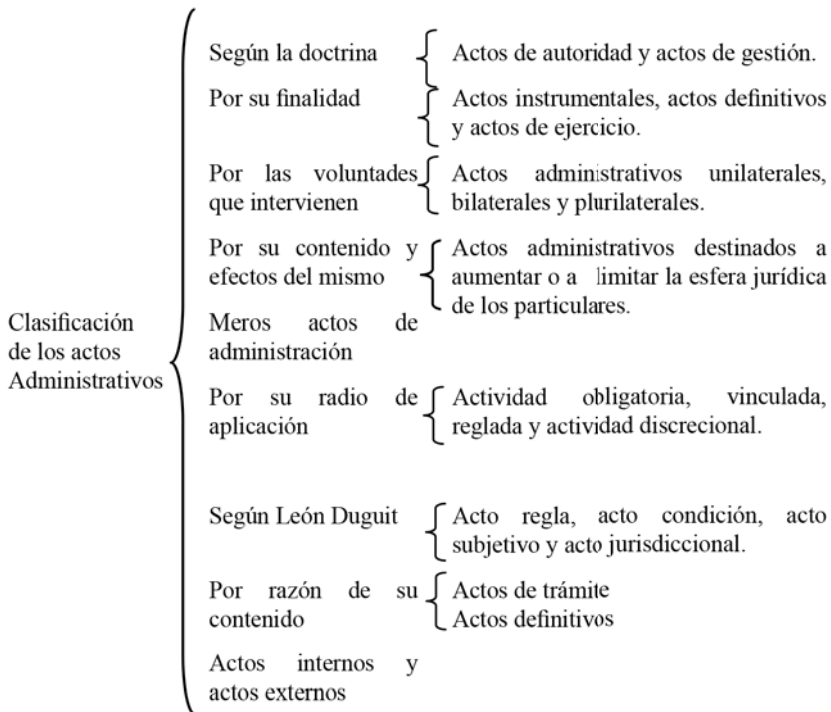 Clasificación
de los actos
Administrativos
Según la doctrina
Actos de autoridad y actos de gestión.
Por su finalidad
Actos instrumentales, actos definitivos
y actos de ejercicio.
Por las voluntades
que intervienen
Actos administrativos unilaterales,
bilaterales y plurilaterales.
Por su contenido y
efectos del mismo
Actos administrativos destinados a
aumentar o a limitar la esfera jurídica
de los particulares.
Meros actos de
administración
Por su radio de
aplicación
Actividad obligatoria, vinculada,
reglada y actividad discrecional.
Según León Duguit
Acto regla, acto condición, acto
subjetivo y acto jurisdiccional.
Por razón de su
contenido
Actos de trámite
Actos definitivos
Actos internos y
actos externos